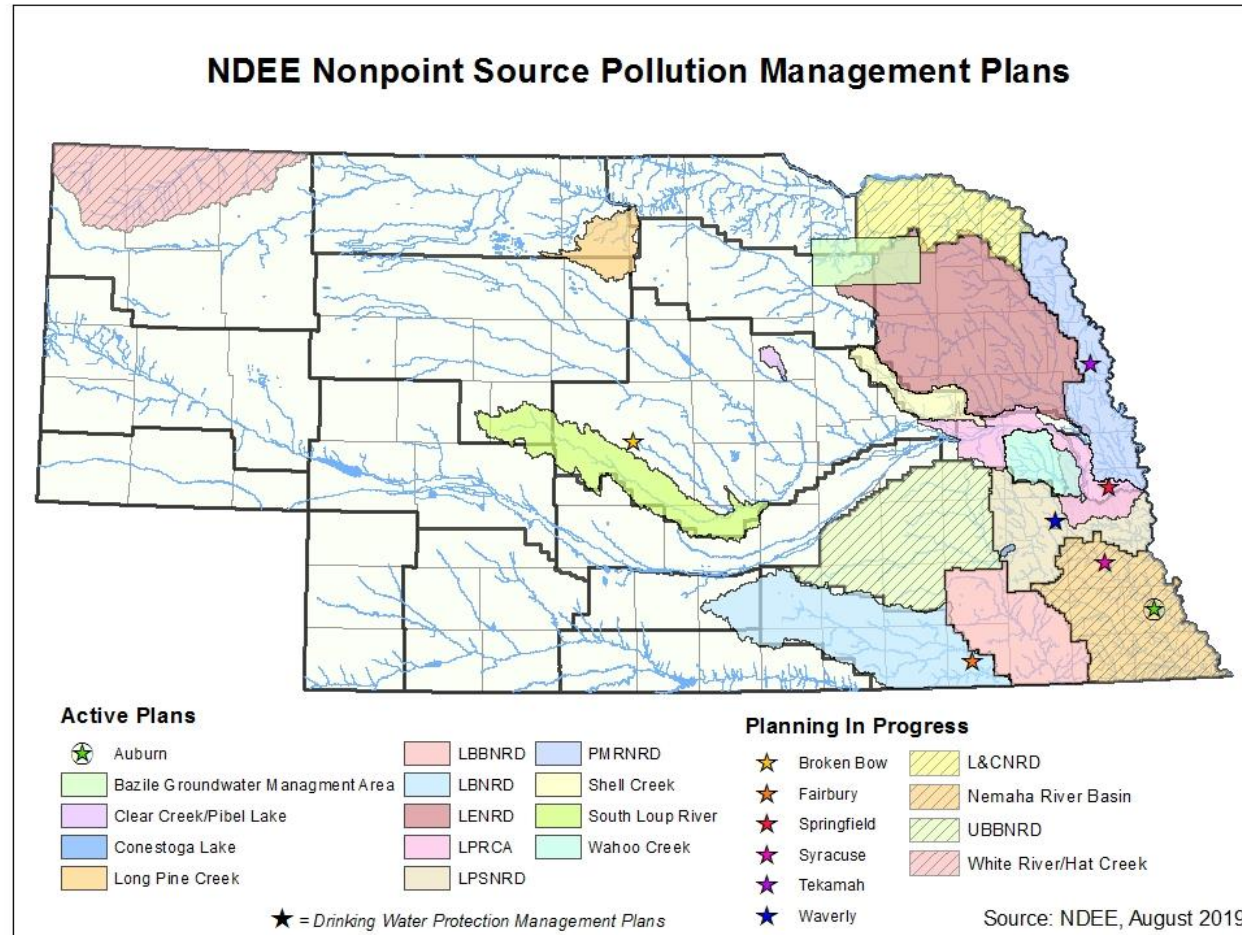 NDEE Nonpoint Source Pollution Management Plans
Active Plans
Auburn
Bazile Groundwater Managment Area
Clear Creek/Pibel Lake
Conestoga Lake
Long Pine Creek
LBBNRD
LBNRD
LENRD
LPRCA
LPSNRD
PMRNRD
Shell Creek
South Loup River
Wahoo Creek
★ = Drinking Water Protection Management Plans
Planning In Progress
Broken Bow
Fairbury
Springfield
Syracuse
Tekamah
Waverly
L&CNRD
Nemaha River Basin
UBBNRD
White River/Hat Creek
Source: NDEE, August 2019